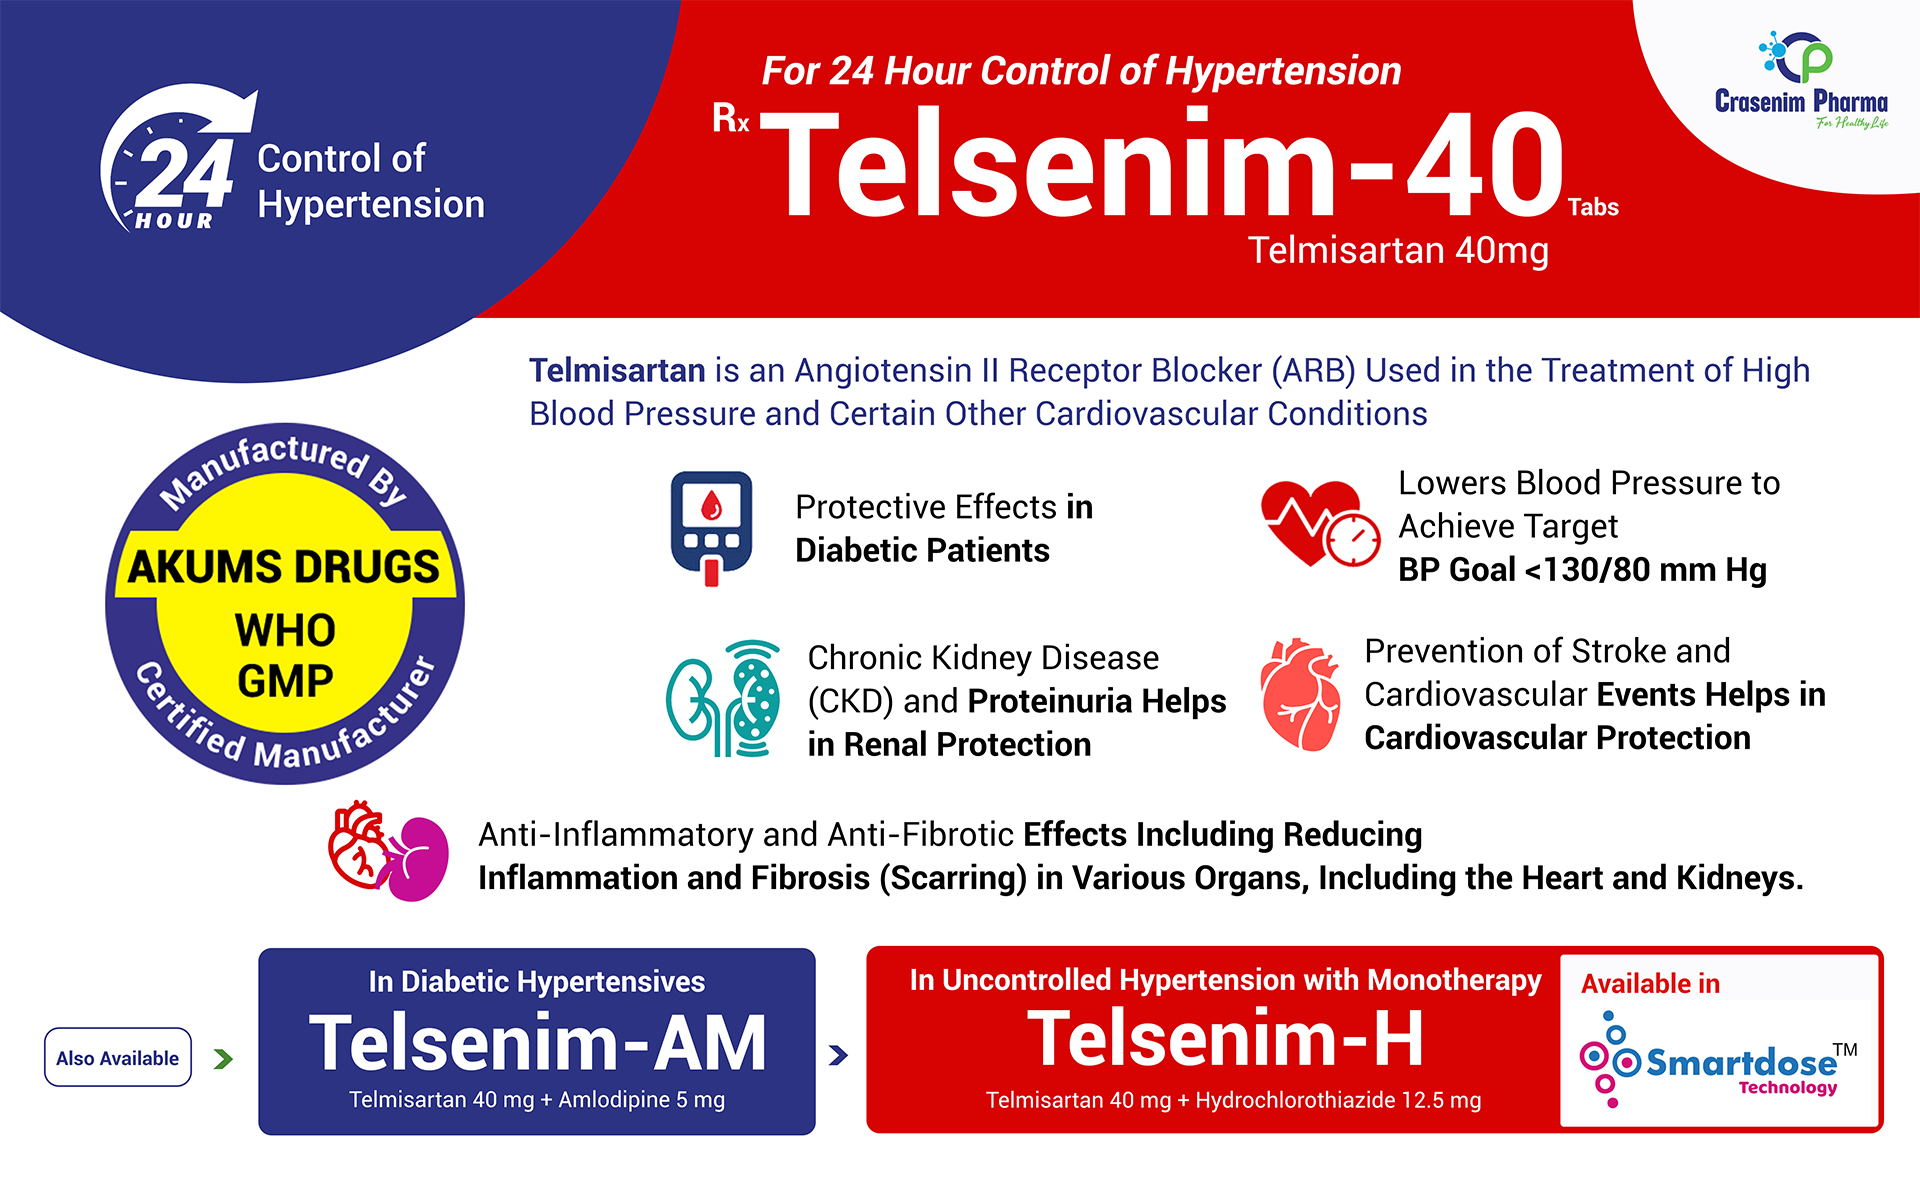 24
HOUR
Control of
Hypertension
For 24 Hour Control of Hypertension
Rx Telsenim-40 Tabs
Telmisartan 40mg
Crasenim Pharma
For Healthy Life
Telmisartan is an Angiotensin II Receptor Blocker (ARB) Used in the Treatment of High
Blood Pressure and Certain Other Cardiovascular Conditions
Manufactured By
AKUMS DRUGS
WHO
GMP
Certified Manufacturer
Protective Effects in
Diabetic Patients
Lowers Blood Pressure to
Achieve Target
BP Goal <130/80 mm Hg
Chronic Kidney Disease
(CKD) and Proteinuria Helps
in Renal Protection
Prevention of Stroke and
Cardiovascular Events Helps in
Cardiovascular Protection
Anti-Inflammatory and Anti-Fibrotic Effects Including Reducing
Inflammation and Fibrosis (Scarring) in Various Organs, Including the Heart and Kidneys.
Also Available
In Diabetic Hypertensives
Telsenim-AM
Telmisartan 40 mg + Amlodipine 5 mg
In Uncontrolled Hypertension with Monotherapy
Telsenim-H
Telmisartan 40 mg + Hydrochlorothiazide 12.5 mg
Available in
Smartdose™
Technology